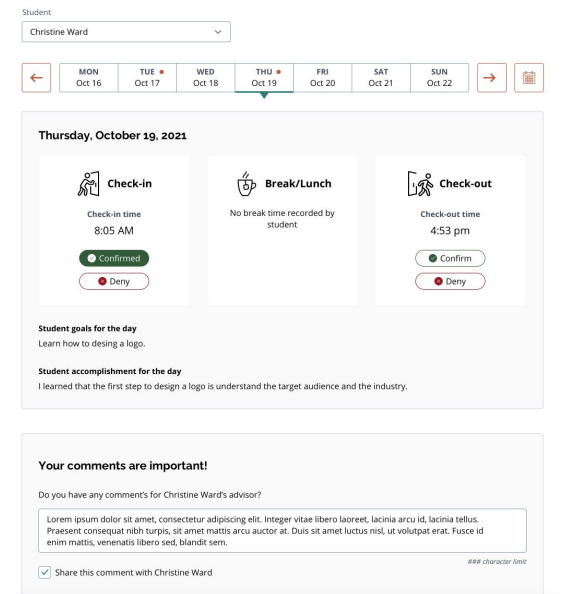 Student
Christine Ward
MON
Oct 16
TUE
Oct 17
WED
Oct 18
THU
Oct 19
FRI
Oct 20
SAT
Oct 21
SUN
Oct 22
Thursday, October 19, 2021
Check-in
Check-in time
8:05 AM
Confirmed
Deny
Break/Lunch
No break time recorded by
student
Check-out
Check-out time
4:53 pm
Confirm
Deny
Student goals for the day
Learn how to desing a logo.
Student accomplishment for the day
I learned that the first step to design a logo is understand the target audience and the industry.
Your comments are important!
Do you have any comment's for Christine Ward's advisor?
Lorem ipsum dolor sit amet, consectetur adipiscing elit. Integer vitae libero laoreet, lacinia arcu id, lacinia tellus.
Praesent consequat nibh turpis, sit amet mattis arcu auctor at. Duis sit amet luctus nisl, ut volutpat erat. Fusce id
enim mattis, venenatis libero sed, blandit sem.
### character limit
Share this comment with Christine Ward